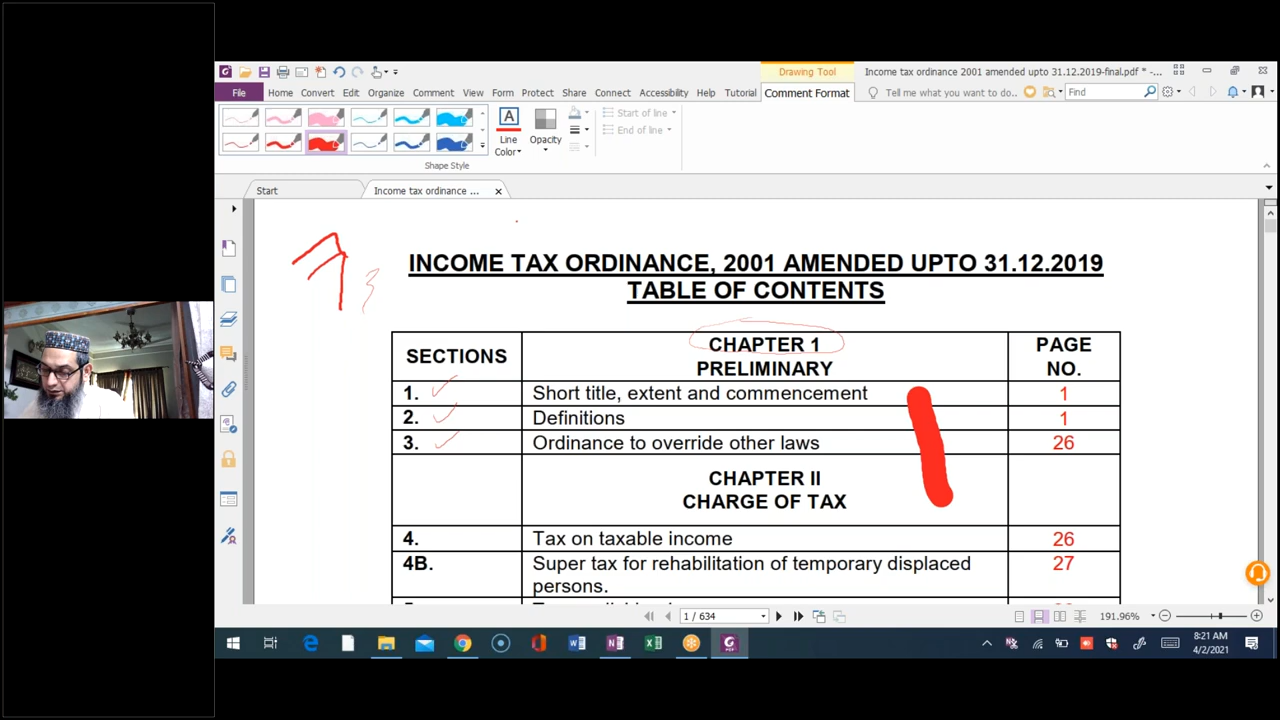 Drawing Tool
Income tax ordinance 2001 amended upto 31.12.2019-final.pdf * -...
File Home Convert Edit Organize Comment View Form Protect Share Connect Accessibility Help Tutorial Comment Format Tell me what you want to do... Find
Start of line
End of line
Line Color
Opacity
Shape Style
Start
Income tax ordinance ...
INCOME TAX ORDINANCE, 2001 AMENDED UPTO 31.12.2019
TABLE OF CONTENTS
SECTIONS CHAPTER 1 PRELIMINARY PAGE NO.
1. Short title, extent and commencement 1
2. Definitions 1
3. Ordinance to override other laws 26
CHAPTER II
CHARGE OF TAX
4. Tax on taxable income 26
4B. Super tax for rehabilitation of temporary displaced persons. 27
1 / 634
191.96%
8:21 AM
4/2/2021